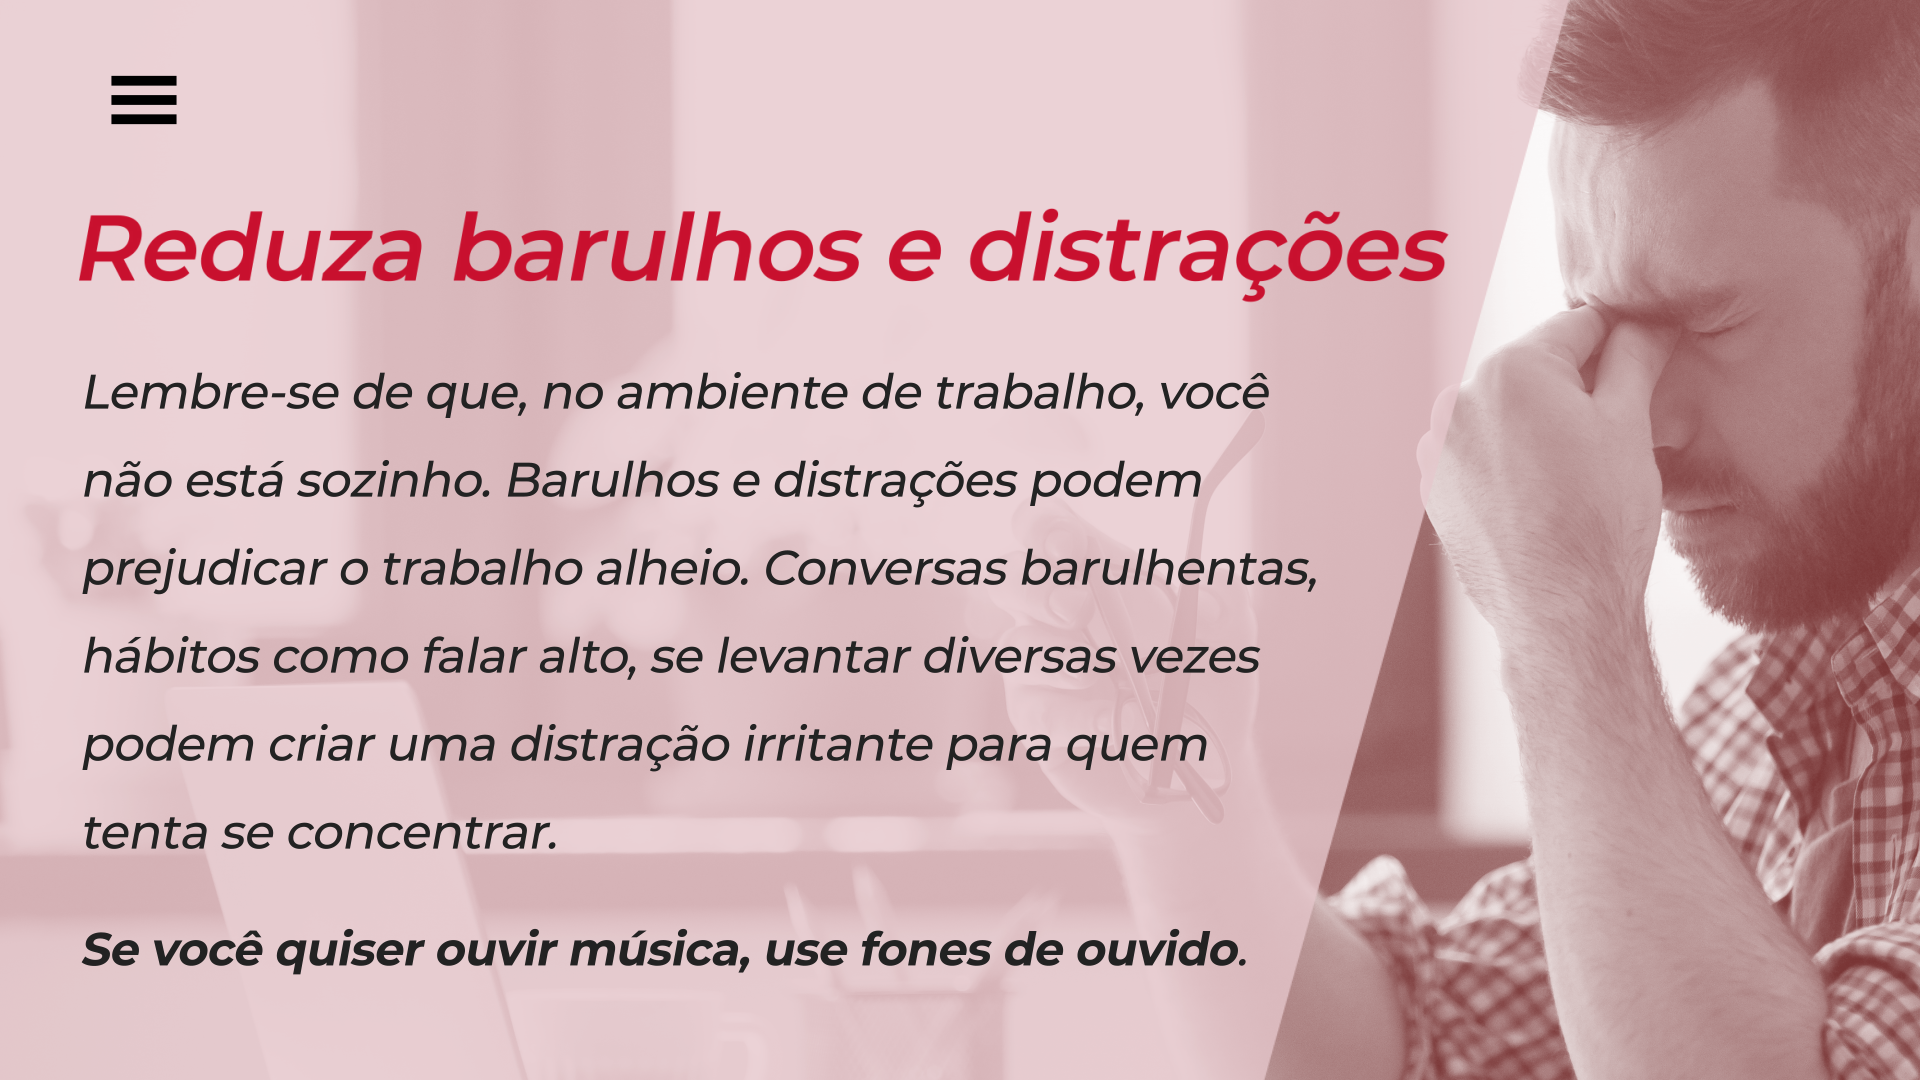 Reduza barulhos e distrações
Lembre-se de que, no ambiente de trabalho, você
não está sozinho. Barulhos e distrações podem
prejudicar o trabalho alheio. Conversas barulhentas,
hábitos como falar alto, se levantar diversas vezes
podem criar uma distração irritante para quem
tenta se concentrar.
Se você quiser ouvir música, use fones de ouvido.